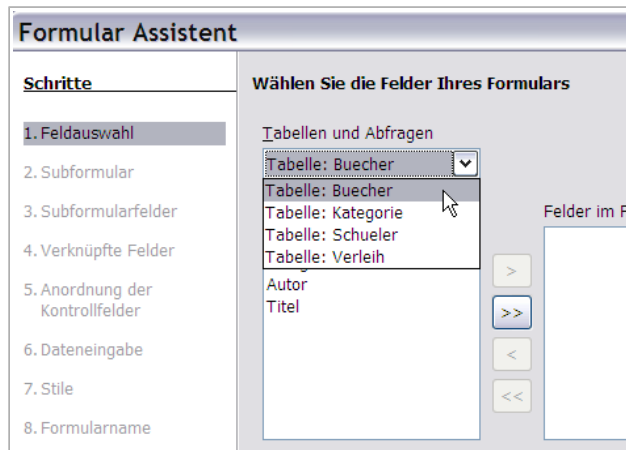 Formular Assistent
Schritte
Wählen Sie die Felder Ihres Formulars
1. Feldauswahl
2. Subformular
3. Subformularfelder
4. Verknüpfte Felder
5. Anordnung der
Kontrollfelder
6. Dateneingabe
7. Stile
8. Formularname
Tabellen und Abfragen
Tabelle: Buecher
Tabelle: Buecher
Tabelle: Kategorie
Tabelle: Schueler
Tabelle: Verleih
Autor
Titel
>
>>
<
<<
Felder im